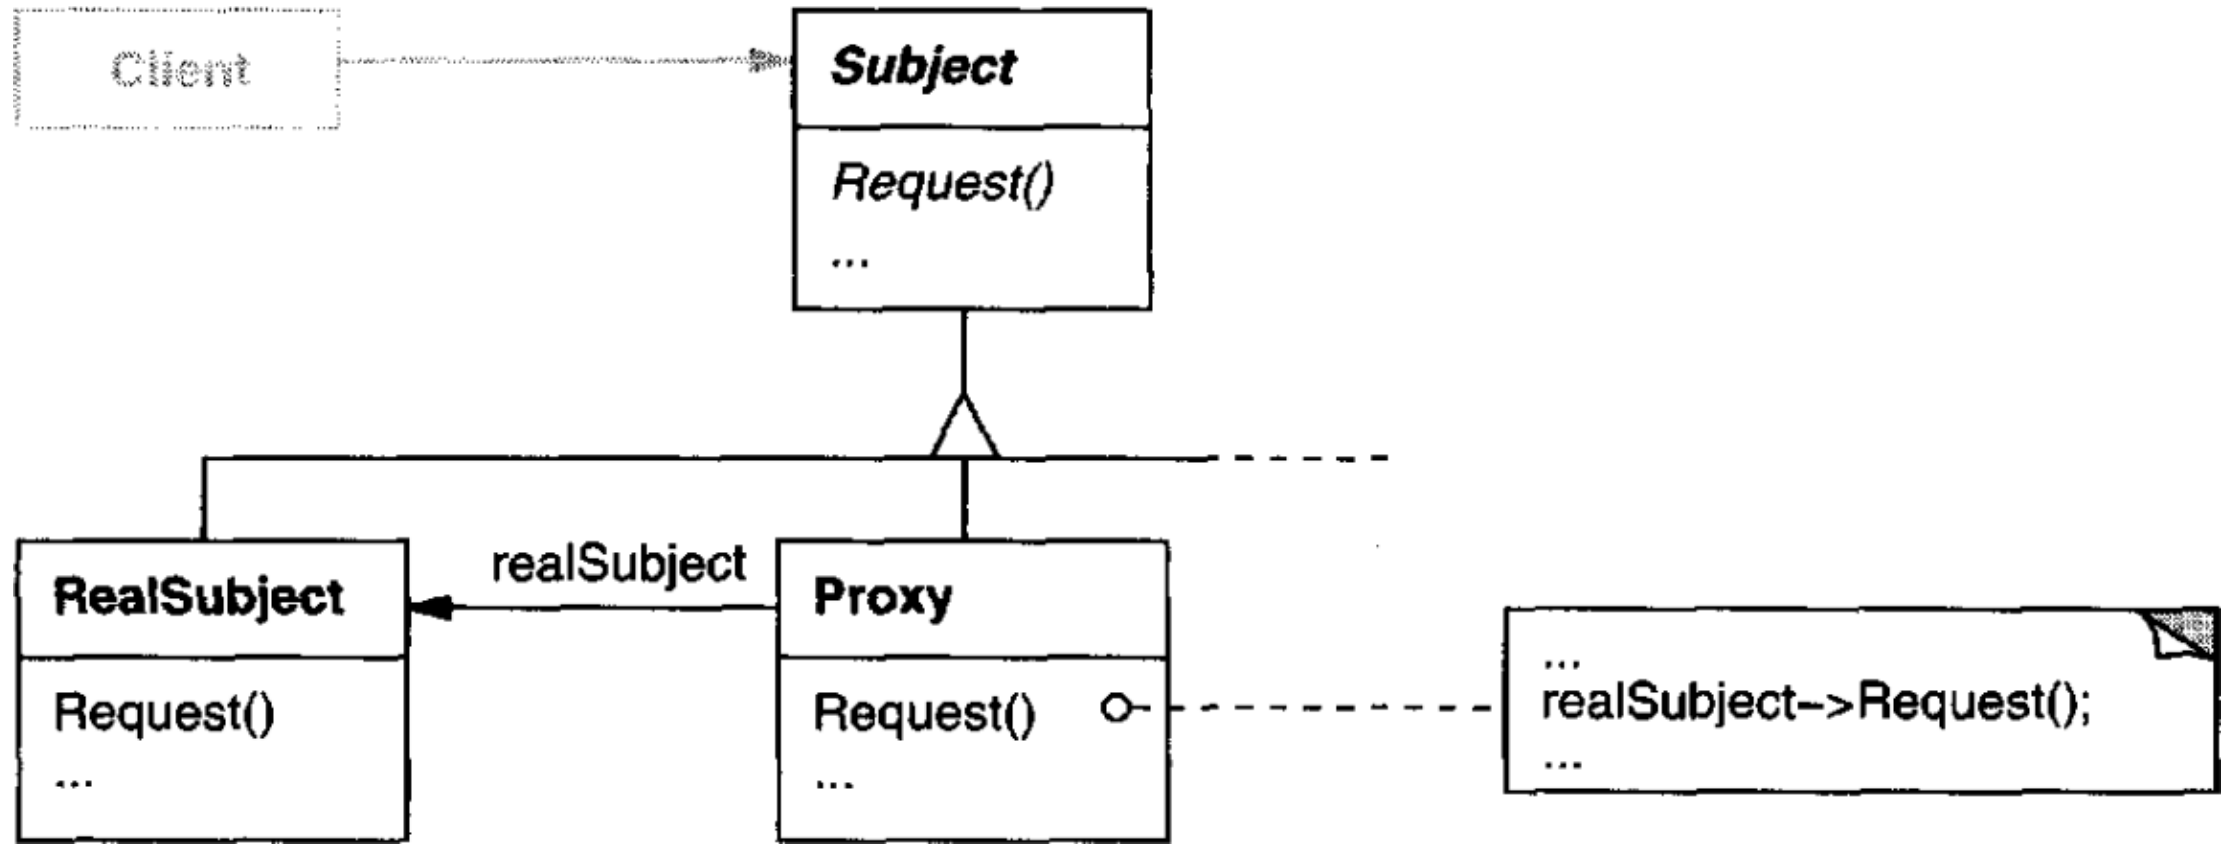 Client
Subject
Request()
...
realSubject
RealSubject
Request()
...
Proxy
Request()
...
...
realSubject->Request();
...